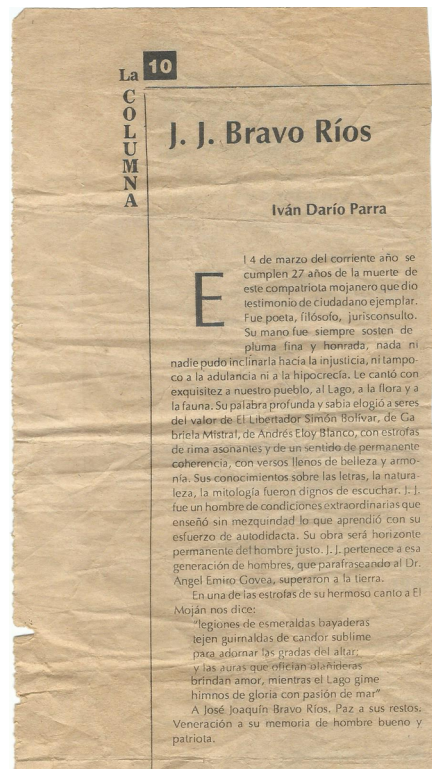 La 10
COLUMNA
J. J. Bravo Ríos
Iván Darío Parra
El 4 de marzo del corriente año se
cumplen 27 años de la muerte de
este compatriota mojanero que dio
testimonio de ciudadano ejemplar.
Fue poeta, filósofo, jurisconsulto.
Su mano fue siempre sosten de
pluma fina y honrada, nada ni
nadie pudo inclinarla hacia la injusticia, ni tampo-
co a la adulancia ni a la hipocrecía. Le cantó con
exquisitez a nuestro pueblo, al Lago, a la flora y a
la fauna. Su palabra profunda y sabia elogió a seres
del valor de El Libertador Simón Bolívar, de Ga-
briela Mistral, de Andrés Eloy Blanco, con estrofas
de rima asonantes y de un sentido de permanente
coherencia, con versos llenos de belleza y armo-
nía. Sus conocimientos sobre las letras, la natura-
leza, la mitología fueron dignos de escuchar. J. J.
fue un hombre de condiciones extraordinarias que
enseñó sin mezquindad lo que aprendió con su
esfuerzo de autodidacta. Su obra será horizonte
permanente del hombre justo. J. J. pertenece a esa
generación de hombres, que parafraseando al Dr.
Angel Emiro Govea, superaron a la tierra.
En una de las estrofas de su hermoso canto a El
Moján nos dice:
"legiones de esmeraldas bayaderas
tejen guirnaldas de candor sublime
para adornar las gradas del altar;
y las auras que ofician plañideras
brindan amor, mientras el Lago gime
himnos de gloria con pasión de mar"
A José Joaquín Bravo Ríos. Paz a sus restos.
Veneración a su memoria de hombre bueno y
patriota.